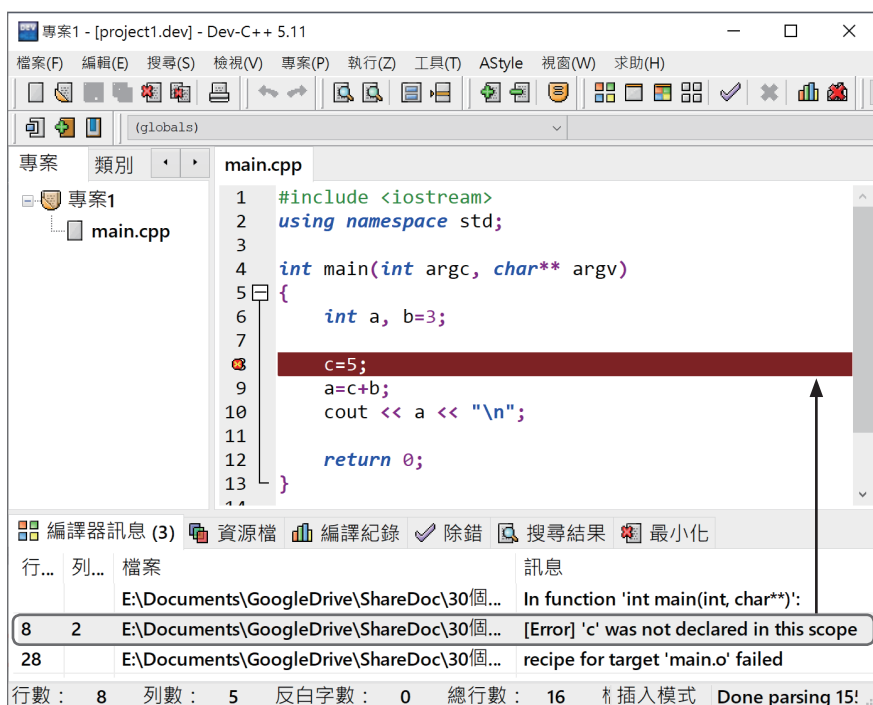 專案1 - [project1.dev] - Dev-C++ 5.11
檔案(F) 編輯(E) 搜尋(S) 檢視(V) 專案(P) 執行(Z) 工具(T) AStyle 視窗(W) 求助(H)
(globals)
專案 類別 main.cpp
專案1
main.cpp
1 #include <iostream>
2 using namespace std;
3
4 int main(int argc, char** argv)
5 {
6 int a, b=3;
7
c=5;
9 a=c+b;
10 cout << a << "\n";
11
12 return 0;
13 }
編譯器訊息 (3) 資源檔 編譯紀錄 除錯 搜尋結果 最小化
行... 列... 檔案 訊息
E:\Documents\GoogleDrive\ShareDoc\30個... In function 'int main(int, char**)':
8 2 E:\Documents\GoogleDrive\ShareDoc\30個... [Error] 'c' was not declared in this scope
28 E:\Documents\GoogleDrive\ShareDoc\30個... recipe for target 'main.o' failed
行數： 8 列數： 5 反白字數： 0 總行數： 16 插入模式 Done parsing 15